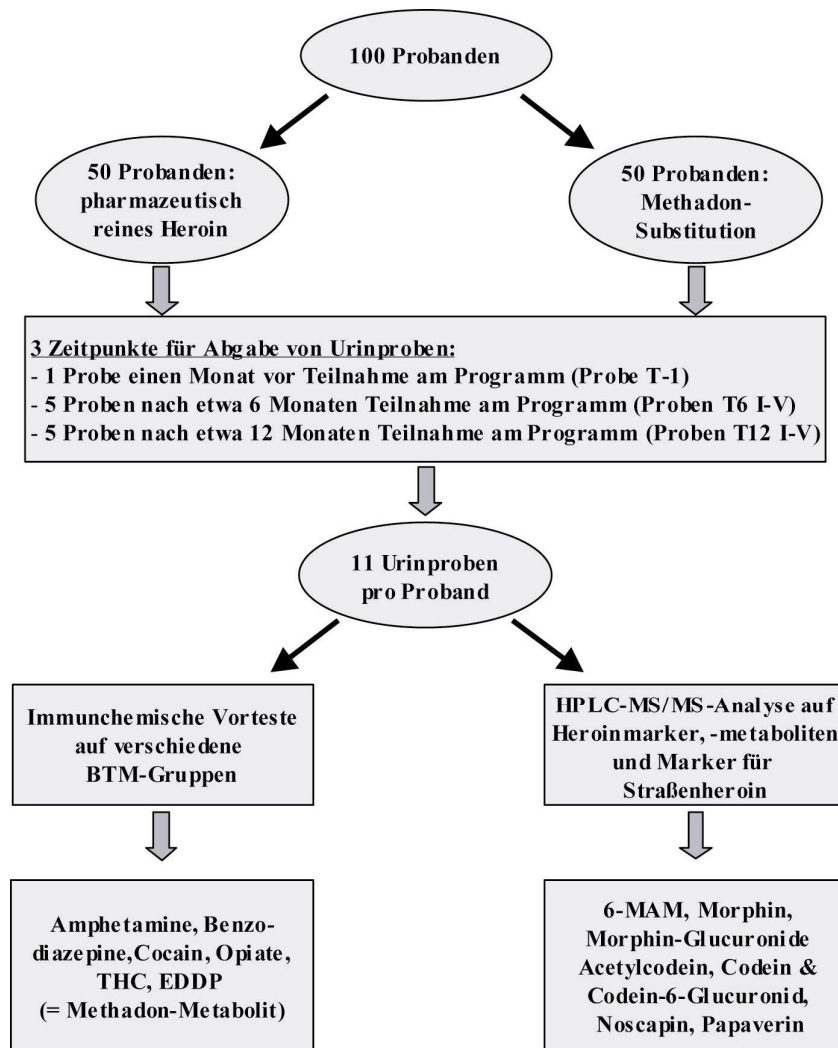 100 Probanden
50 Probanden:
pharmazeutisch
reines Heroin
50 Probanden:
Methadon-
Substitution
3 Zeitpunkte für Abgabe von Urinproben:
- 1 Probe einen Monat vor Teilnahme am Programm (Probe T-1)
- 5 Proben nach etwa 6 Monaten Teilnahme am Programm (Proben T6 I-V)
- 5 Proben nach etwa 12 Monaten Teilnahme am Programm (Proben T12 I-V)
11 Urinproben
pro Proband
Immunchemische Vorteste
auf verschiedene
BTM-Gruppen
HPLC-MS/MS-Analyse auf
Heroinmarker, -metaboliten
und Marker für
Straßenheroin
Amphetamine, Benzo-
diazepine,Cocain, Opiate,
THC, EDDP
(= Methadon-Metabolit)
6-MAM, Morphin,
Morphin-Glucuronide
Acetylcodein, Codein &
Codein-6-Glucuronid,
Noscapin, Papaverin